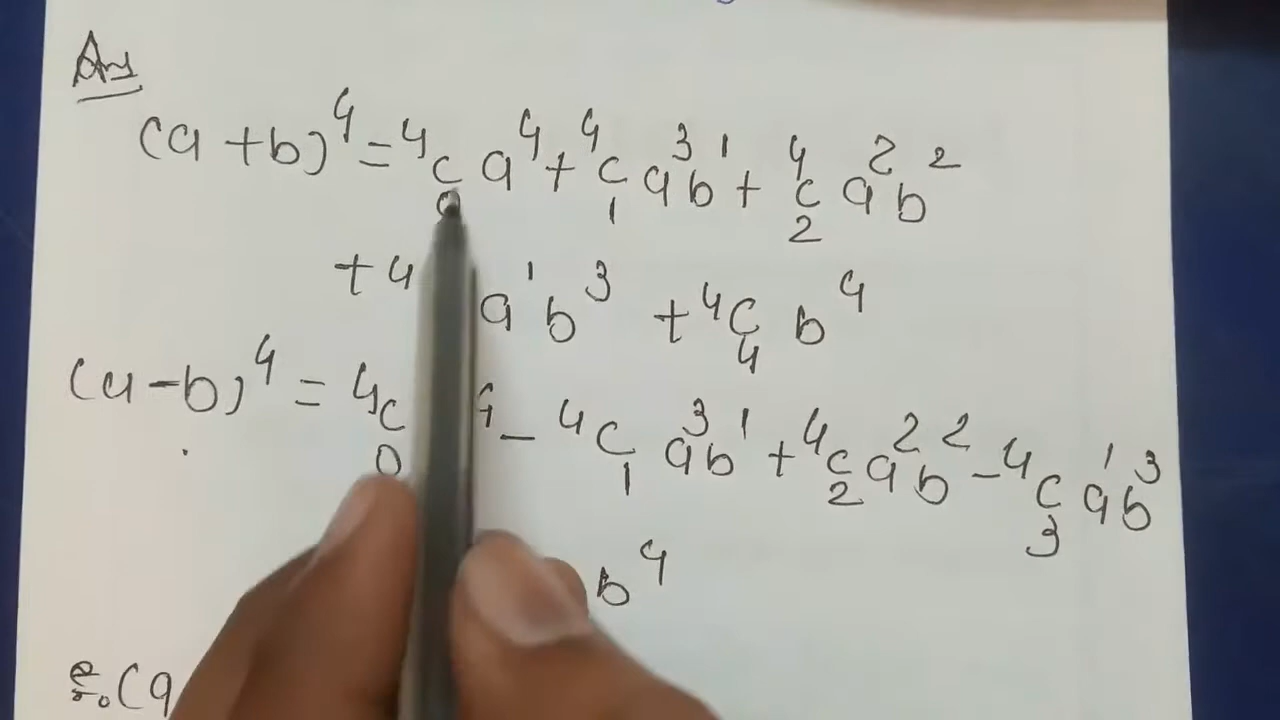 Ans
(a+b)⁴ = ⁴C₀ a⁴ + ⁴C₁ a³b¹ + ⁴C₂ a²b²
+ 4 a¹b³ + ⁴C₄ b⁴
(a-b)⁴ = ⁴C₀ ⁴ - ⁴C₁ a³b¹ + ⁴C₂ a²b² - ⁴C₃ a¹b³
b⁴
(a